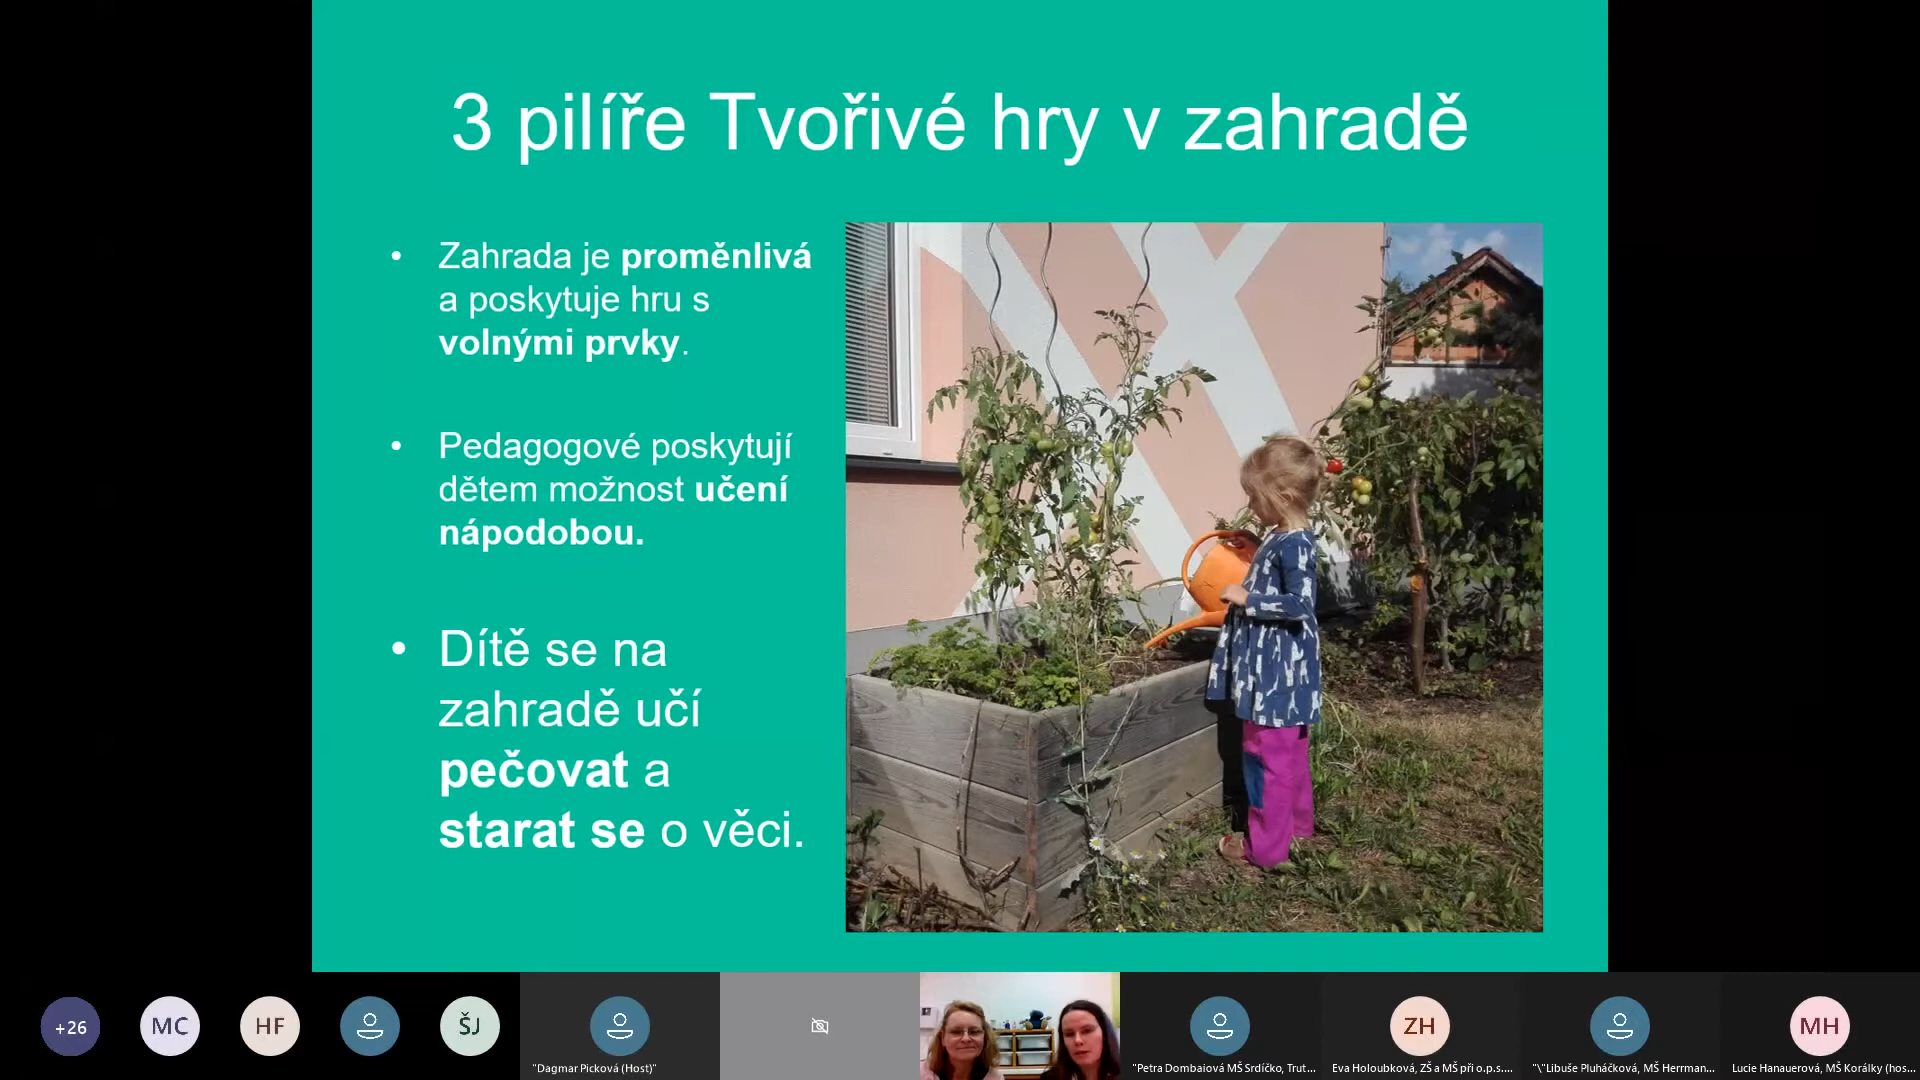 3 pilíře Tvořivé hry v zahradě
• Zahrada je proměnlivá
a poskytuje hru s
volnými prvky.
• Pedagogové poskytují
dětem možnost učení
nápodobou.
• Dítě se na
zahradě učí
pečovat a
starat se o věci.
+26
MC
HF
ŠJ
"Dagmar Picková (Host)"
"Petra Dombaiová MŠ Srdíčko, Trut...
ZH
Eva Holoubková, ZŠ a MŠ při o.p.s....
"\"Libuše Pluháčková, MŠ Herrman...
MH
Lucie Hanauerová, MŠ Korálky (hos...